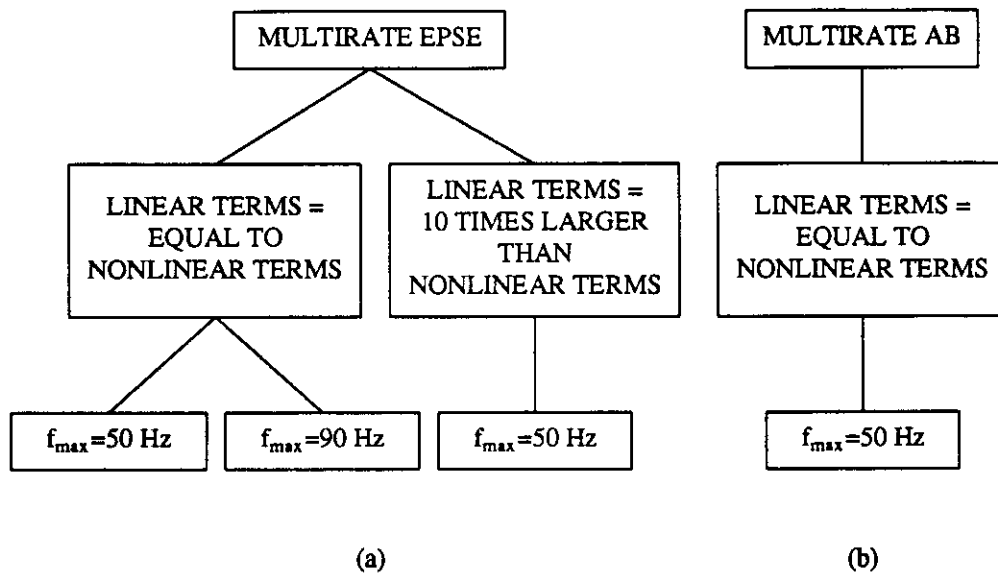 MULTIRATE EPSE
MULTIRATE AB
LINEAR TERMS =
EQUAL TO
NONLINEAR TERMS
LINEAR TERMS =
10 TIMES LARGER
THAN
NONLINEAR TERMS
LINEAR TERMS =
EQUAL TO
NONLINEAR TERMS
fmax=50 Hz
fmax=90 Hz
fmax=50 Hz
fmax=50 Hz
(a)
(b)